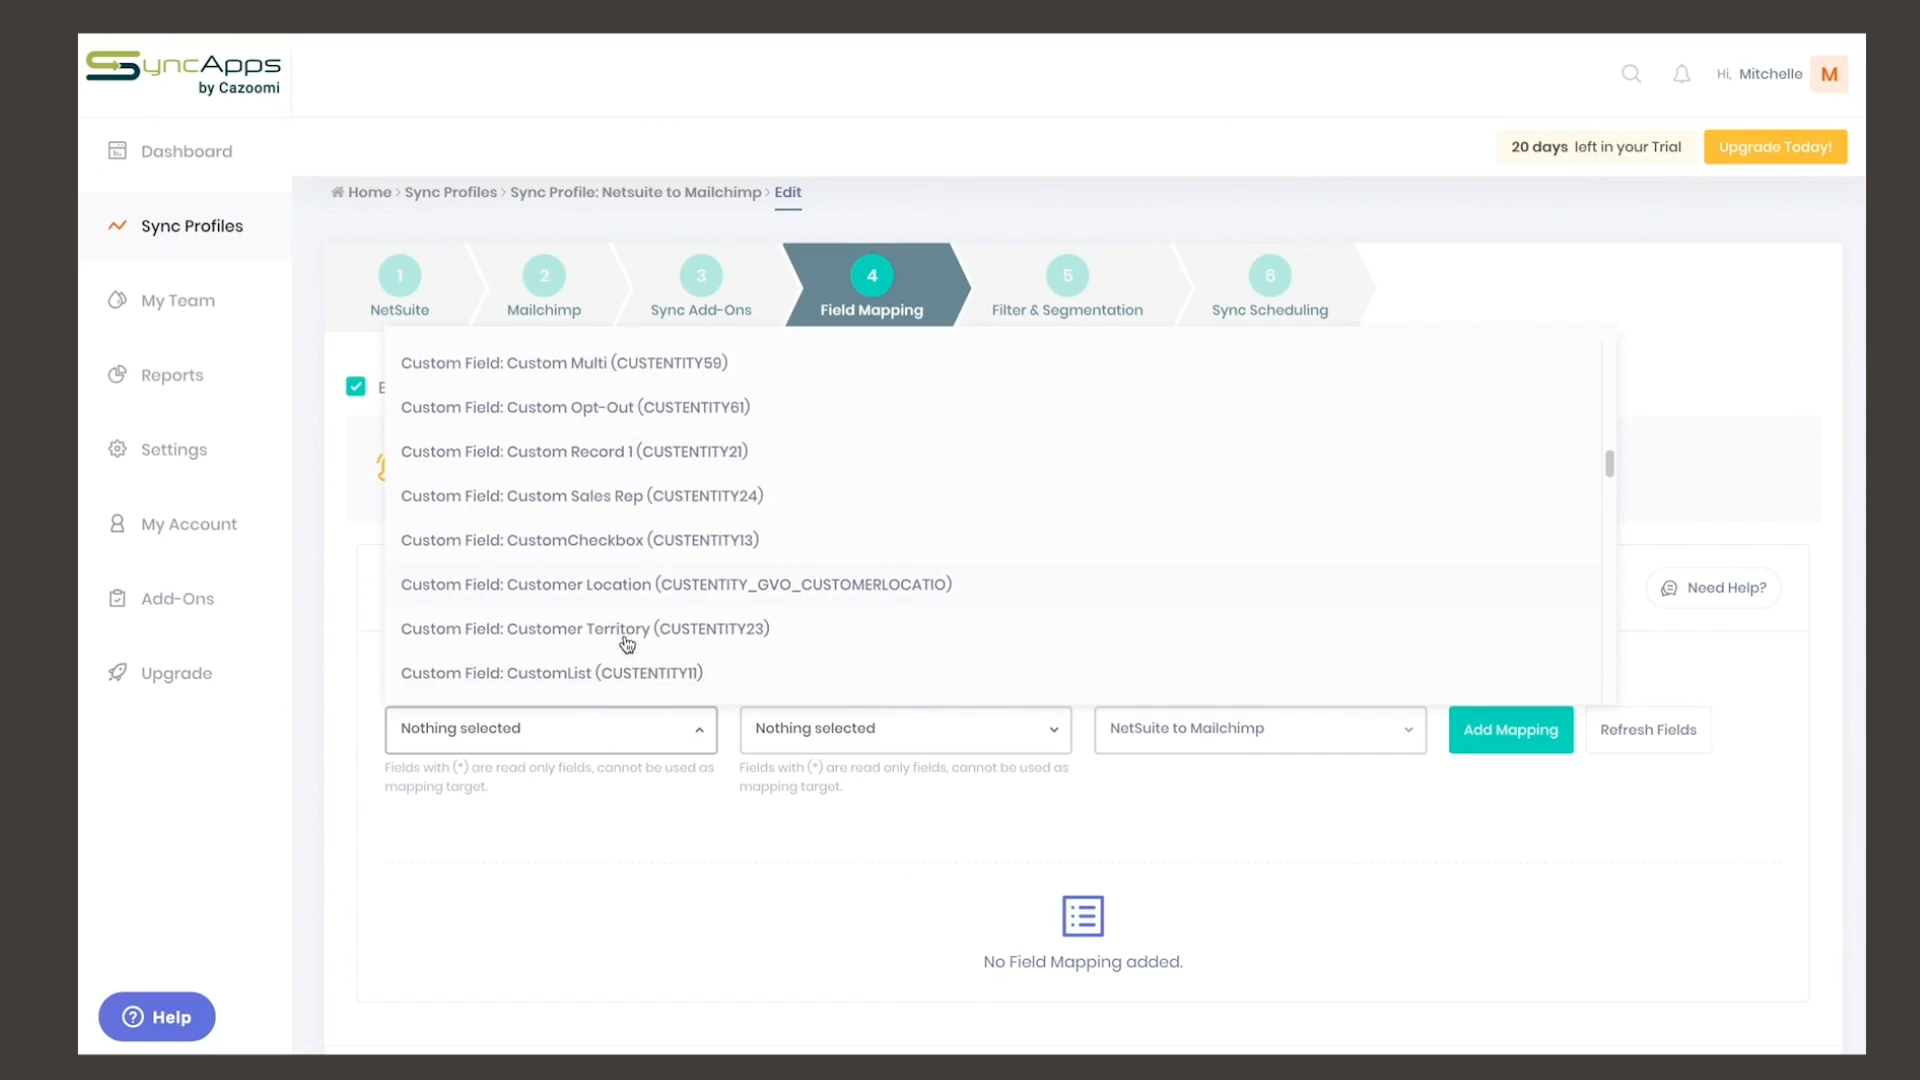 SyncApps
by Cazoomi
Hi, Mitchelle M
20 days left in your Trial
Upgrade Today!
Dashboard
Sync Profiles
My Team
Reports
Settings
My Account
Add-Ons
Upgrade
Help
Home > Sync Profiles > Sync Profile: Netsuite to Mailchimp > Edit
1
NetSuite
2
Mailchimp
3
Sync Add-Ons
4
Field Mapping
5
Filter & Segmentation
6
Sync Scheduling
Custom Field: Custom Multi (CUSTENTITY59)
Custom Field: Custom Opt-Out (CUSTENTITY61)
Custom Field: Custom Record 1 (CUSTENTITY21)
Custom Field: Custom Sales Rep (CUSTENTITY24)
Custom Field: CustomCheckbox (CUSTENTITY13)
Custom Field: Customer Location (CUSTENTITY_GVO_CUSTOMERLOCATIO)
Custom Field: Customer Territory (CUSTENTITY23)
Custom Field: CustomList (CUSTENTITY11)
Need Help?
Nothing selected
Nothing selected
NetSuite to Mailchimp
Add Mapping
Refresh Fields
Fields with (*) are read only fields, cannot be used as
mapping target.
Fields with (*) are read only fields, cannot be used as
mapping target.
No Field Mapping added.